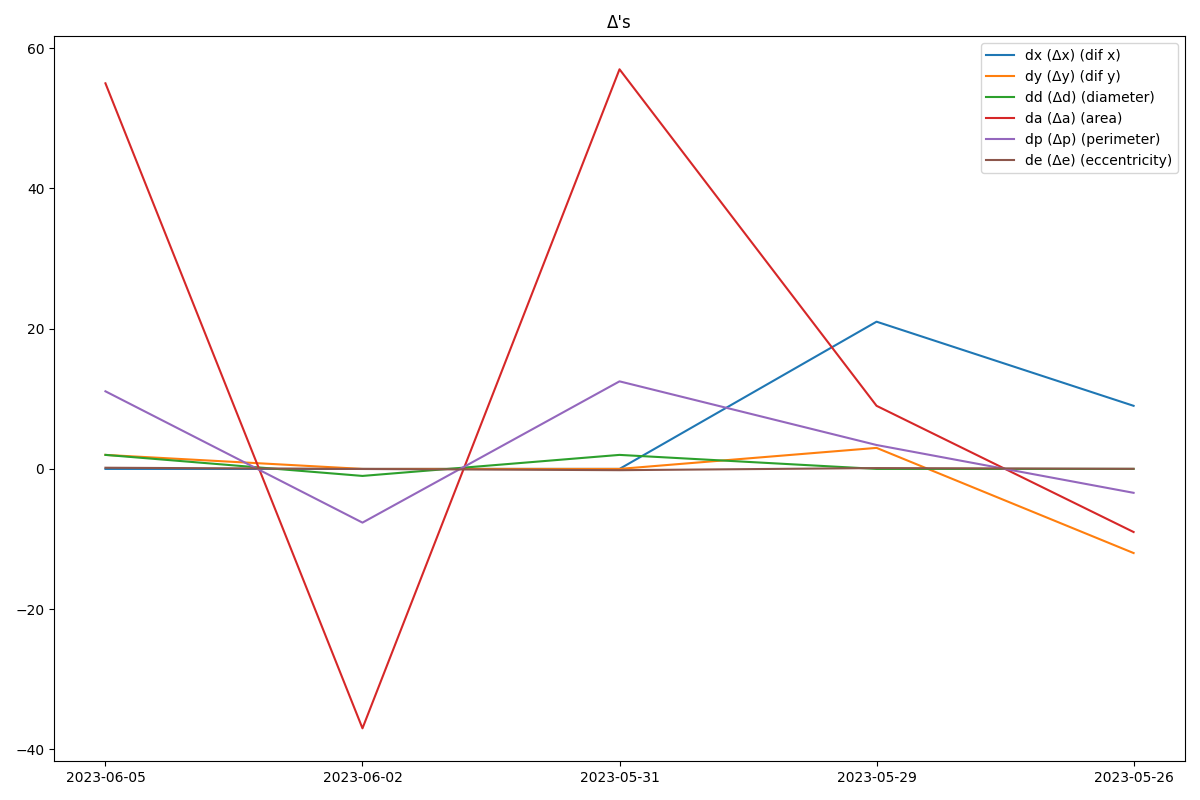 Δ's
60
40
20
0
−20
−40
dx (Δx) (dif x)
dy (Δy) (dif y)
dd (Δd) (diameter)
da (Δa) (area)
dp (Δp) (perimeter)
de (Δe) (eccentricity)
2023-06-05 2023-06-02 2023-05-31 2023-05-29 2023-05-26